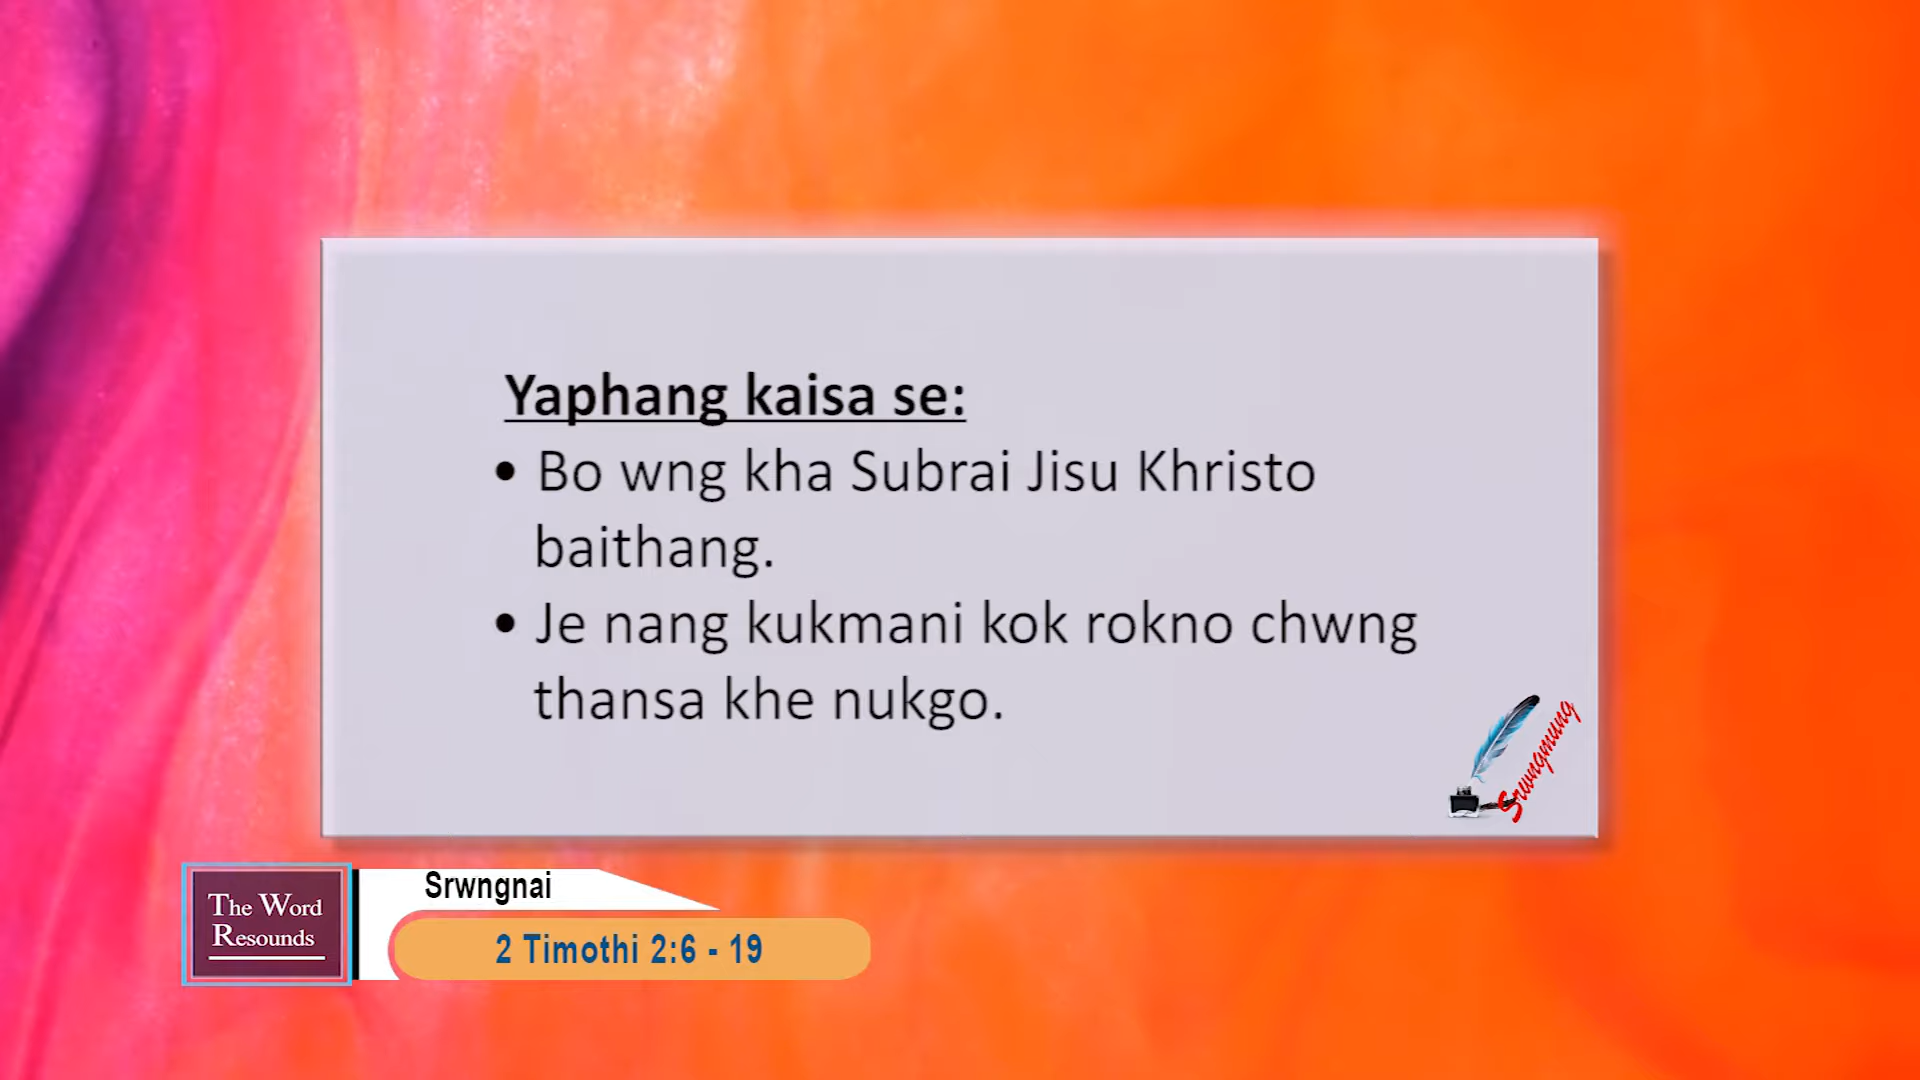 Yaphang kaisa se:
• Bo wng kha Subrai Jisu Khristo
baithang.
• Je nang kukmani kok rokno chwng
thansa khe nukgo.
Srwngmung
The Word
Resounds
Srwngnai
2 Timothi 2:6 - 19